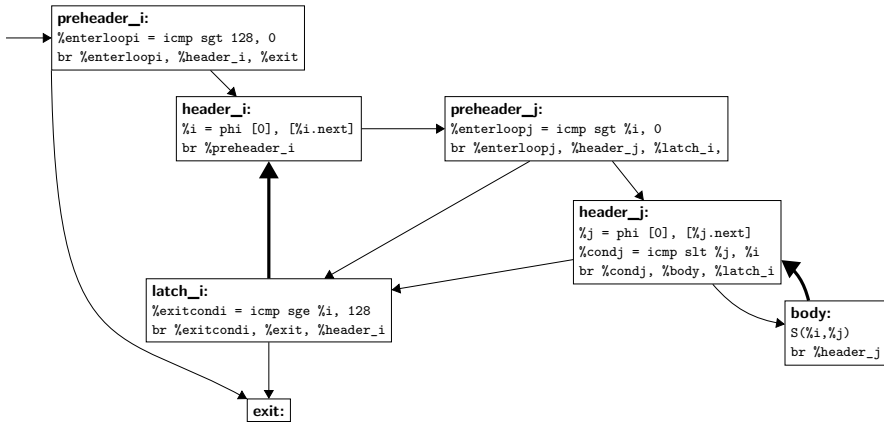 preheader_i:
%enterloopi = icmp sgt 128, 0
br %enterloopi, %header_i, %exit
header_i:
%i = phi [0], [%i.next]
br %preheader_i
preheader_j:
%enterloopj = icmp sgt %i, 0
br %enterloopj, %header_j, %latch_i,
header_j:
%j = phi [0], [%j.next]
%condj = icmp slt %j, %i
br %condj, %body, %latch_i
latch_i:
%exitcondi = icmp sge %i, 128
br %exitcondi, %exit, %header_i
body:
S(%i,%j)
br %header_j
exit: